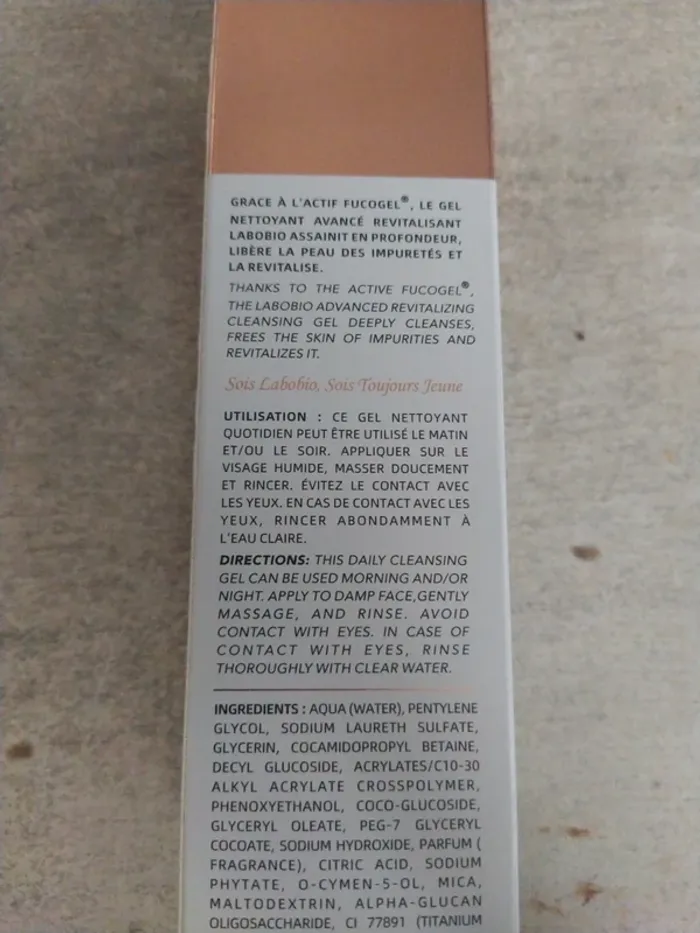 GRACE À L'ACTIF FUCOGEL®, LE GEL
NETTOYANT AVANCÉ REVITALISANT
LABOBIO ASSAINIT EN PROFONDEUR,
LIBÈRE LA PEAU DES IMPURETÉS ET
LA REVITALISE.
THANKS TO THE ACTIVE FUCOGEL®,
THE LABOBIO ADVANCED REVITALIZING
CLEANSING GEL DEEPLY CLEANSES,
FREES THE SKIN OF IMPURITIES AND
REVITALIZES IT.
Sois Labobio, Sois Toujours Jeune
UTILISATION : CE GEL NETTOYANT
QUOTIDIEN PEUT ÊTRE UTILISÉ LE MATIN
ET/OU LE SOIR. APPLIQUER SUR LE
VISAGE HUMIDE, MASSER DOUCEMENT
ET RINCER. ÉVITEZ LE CONTACT AVEC
LES YEUX. EN CAS DE CONTACT AVEC LES
YEUX, RINCER ABONDAMMENT À
L'EAU CLAIRE.
DIRECTIONS: THIS DAILY CLEANSING
GEL CAN BE USED MORNING AND/OR
NIGHT. APPLY TO DAMP FACE,GENTLY
MASSAGE, AND RINSE. AVOID
CONTACT WITH EYES. IN CASE OF
CONTACT WITH EYES, RINSE
THOROUGHLY WITH CLEAR WATER.
INGREDIENTS : AQUA (WATER), PENTYLENE
GLYCOL, SODIUM LAURETH SULFATE,
GLYCERIN, COCAMIDOPROPYL BETAINE,
DECYL GLUCOSIDE, ACRYLATES/C10-30
ALKYL ACRYLATE CROSSPOLYMER,
PHENOXYETHANOL, COCO-GLUCOSIDE,
GLYCERYL OLEATE, PEG-7 GLYCERYL
COCOATE, SODIUM HYDROXIDE, PARFUM (
FRAGRANCE), CITRIC ACID, SODIUM
PHYTATE, O-CYMEN-5-OL, MICA,
MALTODEXTRIN, ALPHA-GLUCAN
OLIGOSACCHARIDE, CI 77891 (TITANIUM